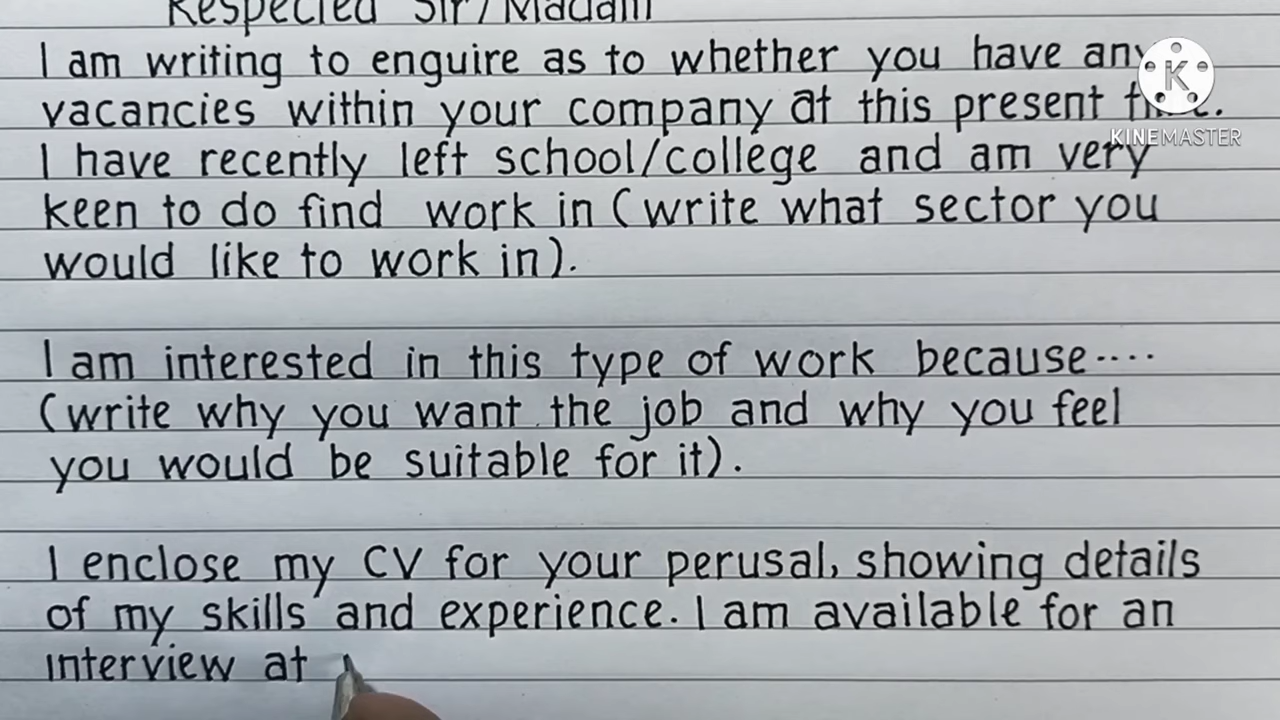 Respected Sir/Madam
I am writing to enquire as to whether you have any
vacancies within your company at this present time.
I have recently left school/college and am very
keen to do find work in (write what sector you
would like to work in).
I am interested in this type of work because....
(write why you want the job and why you feel
you would be suitable for it).
I enclose my CV for your perusal, showing details
of my skills and experience. I am available for an
interview at
K
KINEMASTER